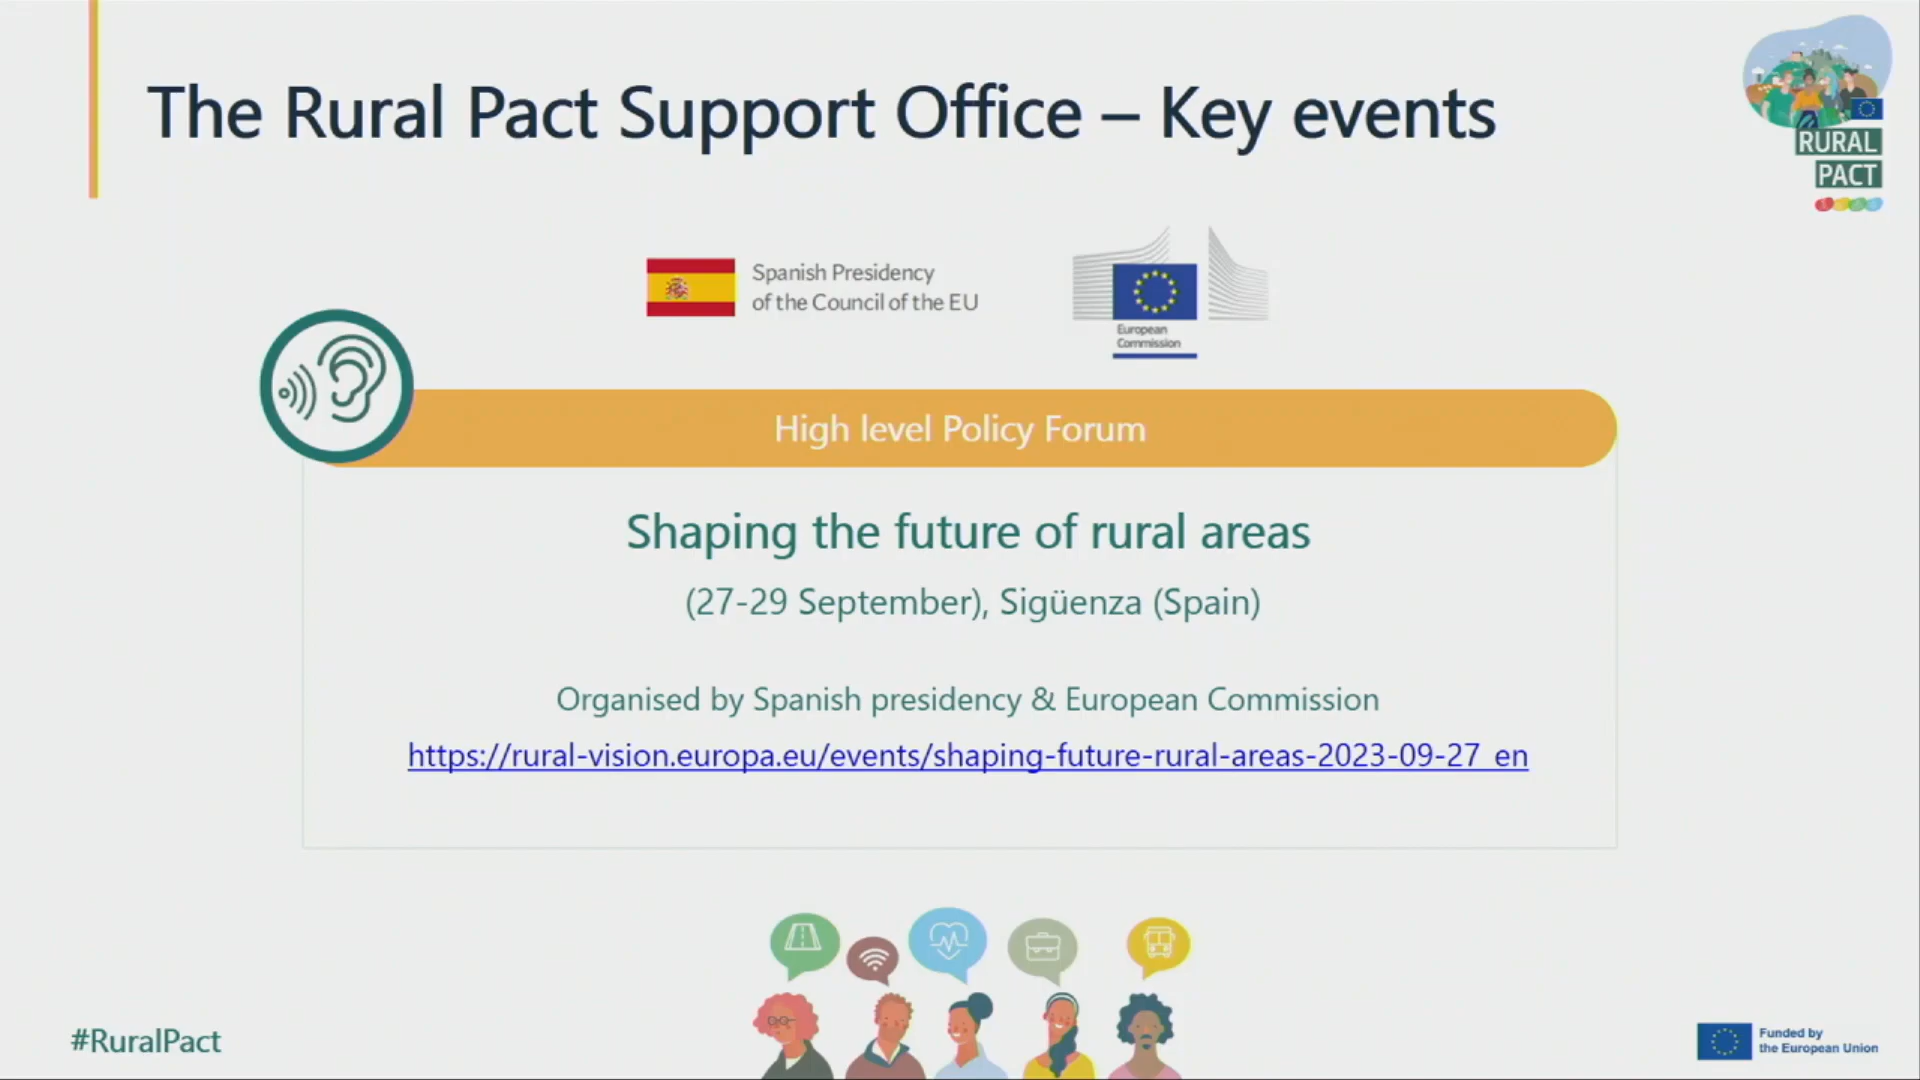 The Rural Pact Support Office – Key events
RURAL
PACT
Spanish Presidency
of the Council of the EU
European
Commission
High level Policy Forum
Shaping the future of rural areas
(27-29 September), Sigüenza (Spain)
Organised by Spanish presidency & European Commission
https://rural-vision.europa.eu/events/shaping-future-rural-areas-2023-09-27_en
#RuralPact
Funded by
the European Union